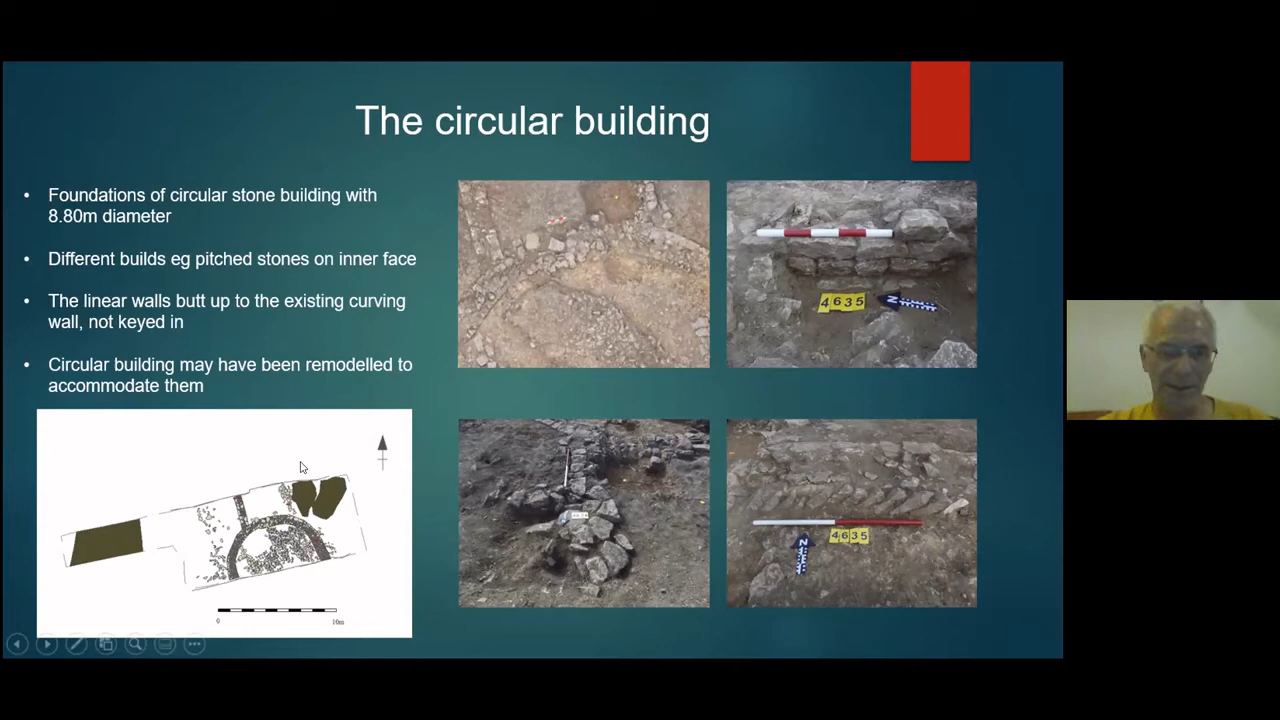 The circular building
Foundations of circular stone building with
8.80m diameter
Different builds eg pitched stones on inner face
The linear walls butt up to the existing curving
wall, not keyed in
Circular building may have been remodelled to
accommodate them
0
10m
4635
N
N
4635